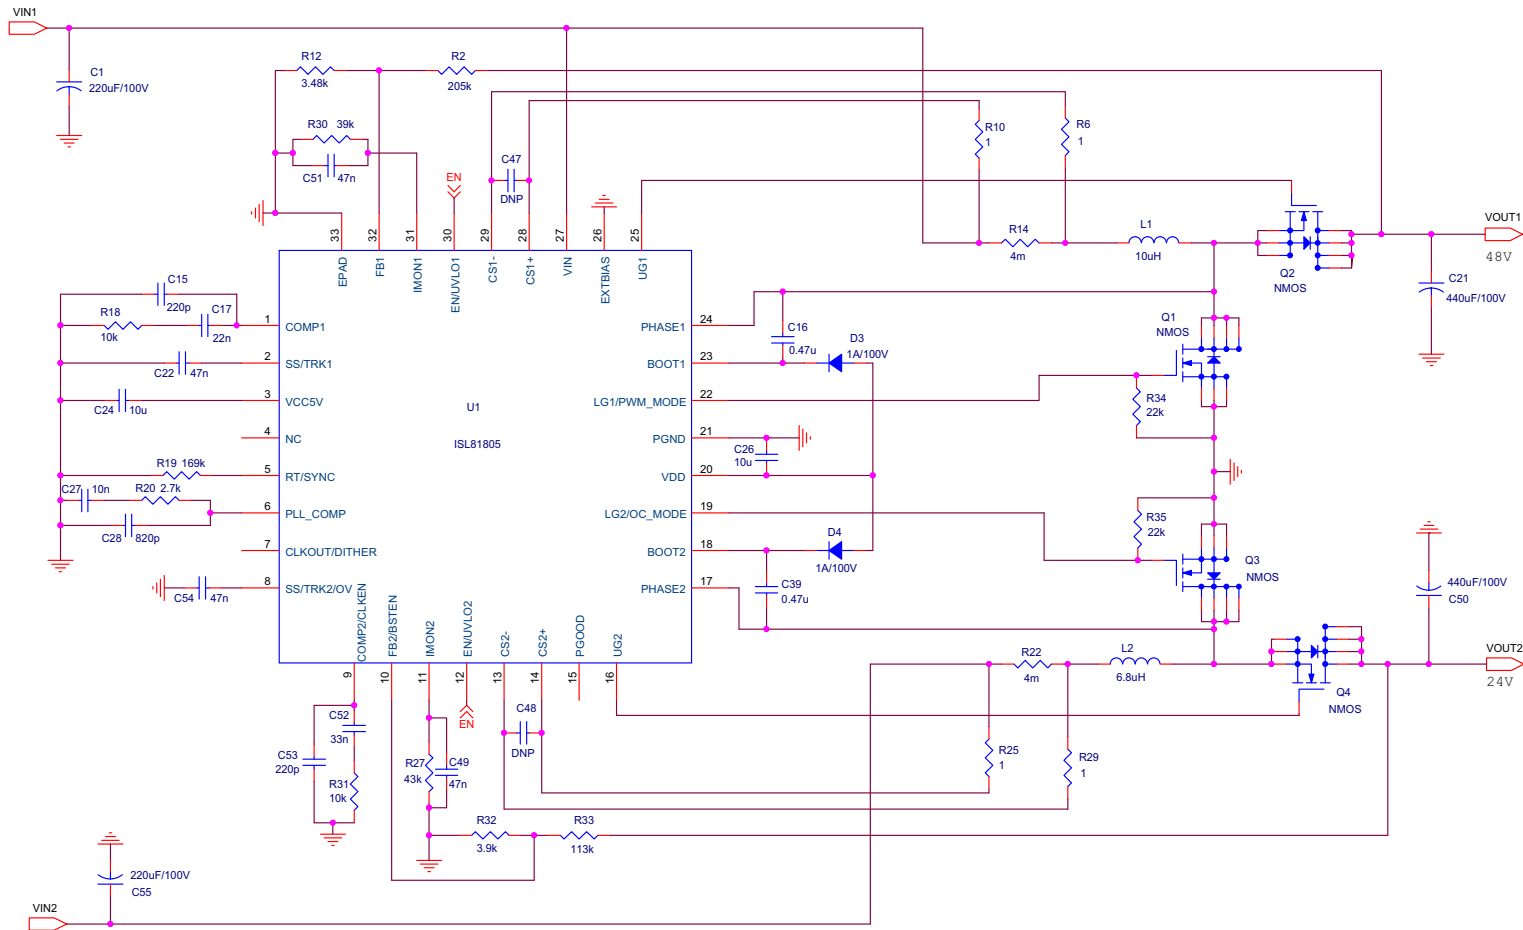 VIN1
C1
220uF/100V
R12
3.48k
R2
205k
R30 39k
C51 47n
EN
C47
DNP
R10
1
R6
1
R14
4m
L1
10uH
Q2
NMOS
VOUT1
48V
C21
440uF/100V
33
32
31
30
29
28
27
26
25
EPAD
FB1
IMON1
EN/UVLO1
CS1-
CS1+
VIN
EXTBIAS
UG1
C15
220p
R18
10k
C17
22n
C22 47n
C24 10u
R19 169k
C27 10n
R20 2.7k
C28 820p
C54 47n
1 COMP1
2 SS/TRK1
3 VCC5V
4 NC
5 RT/SYNC
6 PLL_COMP
7 CLKOUT/DITHER
8 SS/TRK2/OV
U1
ISL81805
PHASE1 24
BOOT1 23
LG1/PWM_MODE 22
PGND 21
VDD 20
LG2/OC_MODE 19
BOOT2 18
PHASE2 17
C16
0.47u
D3
1A/100V
C26
10u
D4
1A/100V
C39
0.47u
Q1
NMOS
R34
22k
R35
22k
Q3
NMOS
440uF/100V
C50
COMP2/CLKEN
FB2/BSTEN
IMON2
EN/UVLO2
CS2-
CS2+
PGOOD
UG2
9
10
11
12
13
14
15
16
EN
C48
DNP
R22
4m
L2
6.8uH
Q4
NMOS
VOUT2
24V
C52
33n
C53
220p
R31
10k
R27
43k
C49
47n
R25
1
R29
1
R32
3.9k
R33
113k
220uF/100V
C55
VIN2